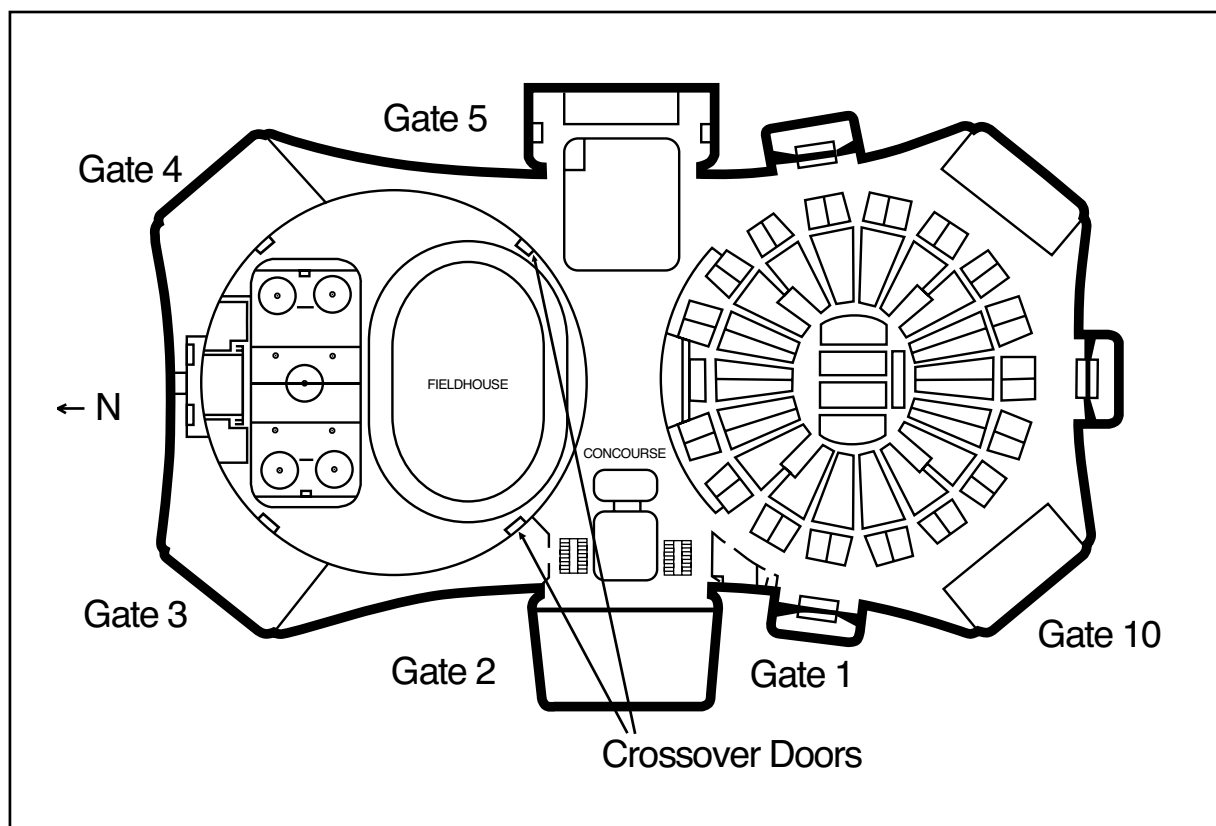 Gate 5
Gate 4
FIELDHOUSE
← N
CONCOURSE
Gate 3
Gate 10
Gate 2
Gate 1
Crossover Doors